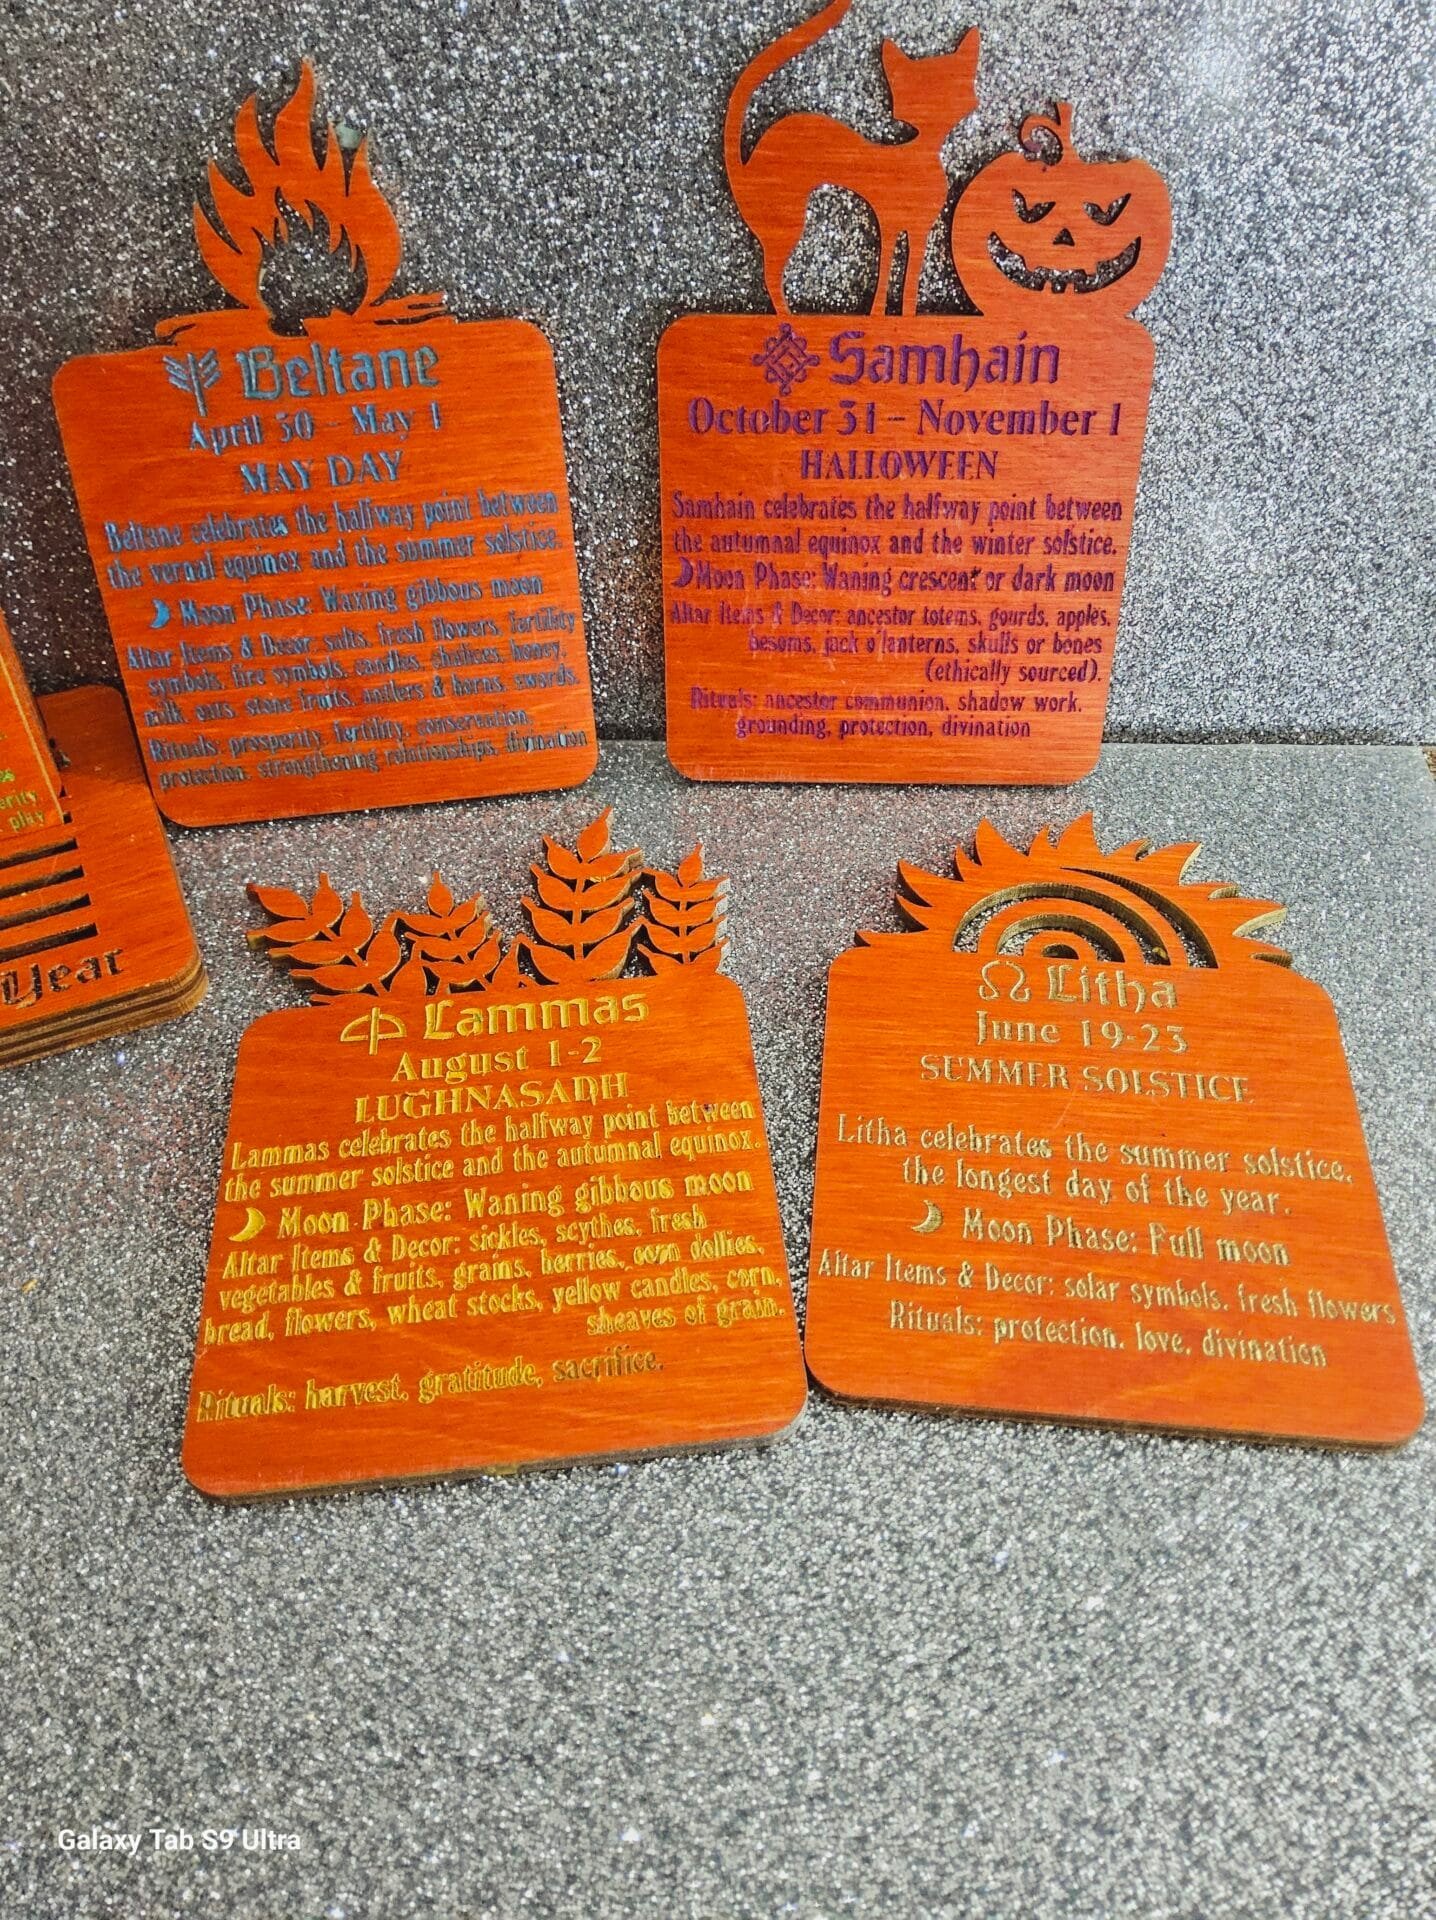 Beltane
April 30 - May 1
MAY DAY
Beltane celebrates the halfway point between
the vernal equinox and the summer solstice.
Moon Phase: Waxing gibbous moon
Altar Items & Decor: salts, fresh flowers, fertility
symbols, fire symbols, candles, chalices, honey,
milk, oats, stone fruits, antlers & horns, swords.
Rituals: prosperity, fertility, conservation,
protection, strengthening relationships, divination
Samhain
October 31 – November 1
HALLOWEEN
Samhain celebrates the halfway point between
the autumnal equinox and the winter solstice.
Moon Phase: Waning crescent or dark moon
Altar Items & Decor: ancestor totems, gourds, apples,
besoms, jack o'lanterns, skulls or bones
(ethically sourced).
Rituals: ancestor communion, shadow work,
grounding, protection, divination
play
Year
Lammas
August 1-2
LUGHNASADH
Lammas celebrates the halfway point between
the summer solstice and the autumnal equinox.
Moon Phase: Waning gibbous moon
Altar Items & Decor: sickles, scythes, fresh
vegetables & fruits, grains, berries, corn dollies,
bread, flowers, wheat stocks, yellow candles, corn,
sheaves of grain.
Rituals: harvest, gratitude, sacrifice.
Litha
June 19-23
SUMMER SOLSTICE
Litha celebrates the summer solstice,
the longest day of the year.
Moon Phase: Full moon
Altar Items & Decor: solar symbols, fresh flowers
Rituals: protection, love, divination
Galaxy Tab S9 Ultra